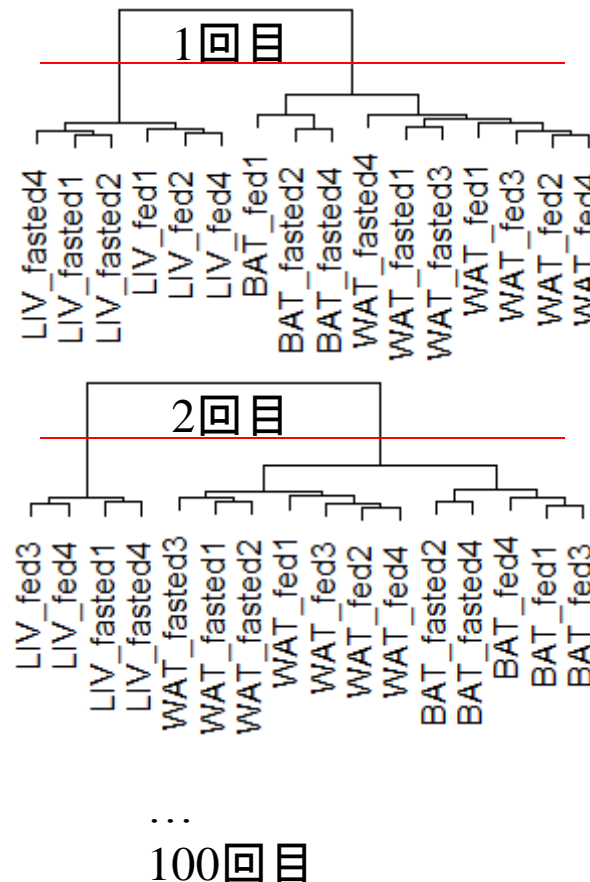 1回目
LIV_fasted4
LIV_fasted1
LIV_fasted2
LIV_fed1
LIV_fed2
LIV_fed4
BAT_fed1
BAT_fasted2
BAT_fasted4
WAT_fasted4
WAT_fasted1
WAT_fasted3
WAT_fed1
WAT_fed3
WAT_fed2
WAT_fed4
2回目
LIV_fed3
LIV_fed4
LIV_fasted1
LIV_fasted4
WAT_fasted3
WAT_fasted1
WAT_fasted2
WAT_fed1
WAT_fed3
WAT_fed2
WAT_fed4
BAT_fasted2
BAT_fasted4
BAT_fed4
BAT_fed1
BAT_fed3
…
100回目